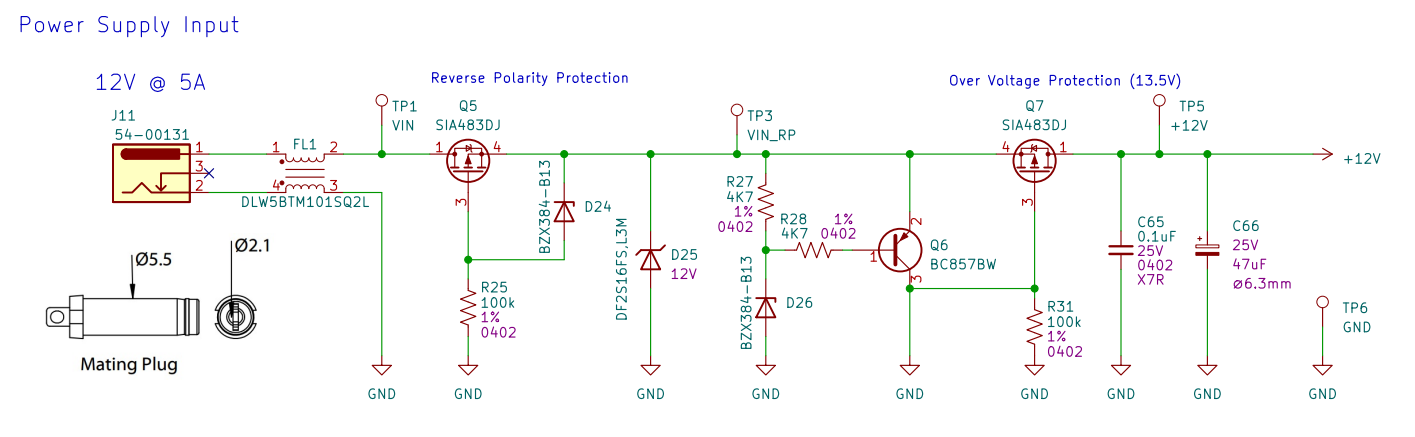 Power Supply Input
12V @ 5A
Reverse Polarity Protection
Over Voltage Protection (13.5V)
J11
54-00131
1
3
2
FL1
1
2
4
3
DLW5BTM101SQ2L
TP1
VIN
Q5
SIA483DJ
1
4
3
BZX384-B13
D24
R25
100k
1%
0402
DF2S16FS,L3M
D25
12V
TP3
VIN_RP
R27
4K7
1%
0402
R28
4K7
1%
0402
BZX384-B13
D26
1
2
3
Q6
BC857BW
Q7
SIA483DJ
4
1
3
R31
100k
1%
0402
TP5
+12V
+12V
C65
0.1uF
25V
0402
X7R
+
C66
25V
47uF
ø6.3mm
TP6
GND
Ø5.5
Ø2.1
Mating Plug
GND
GND
GND
GND
GND
GND
GND
GND
GND